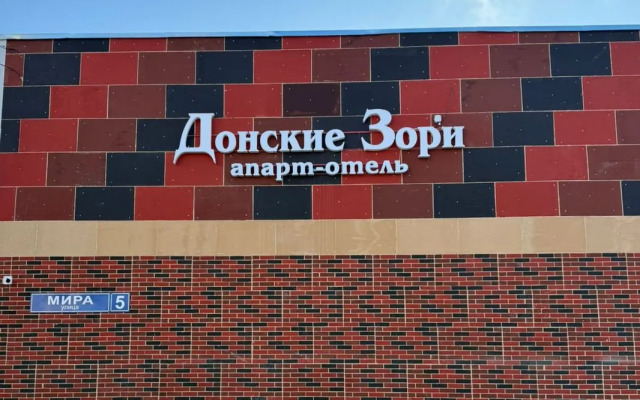 Донские Зори
апарт-отель
МИРА 5
улица